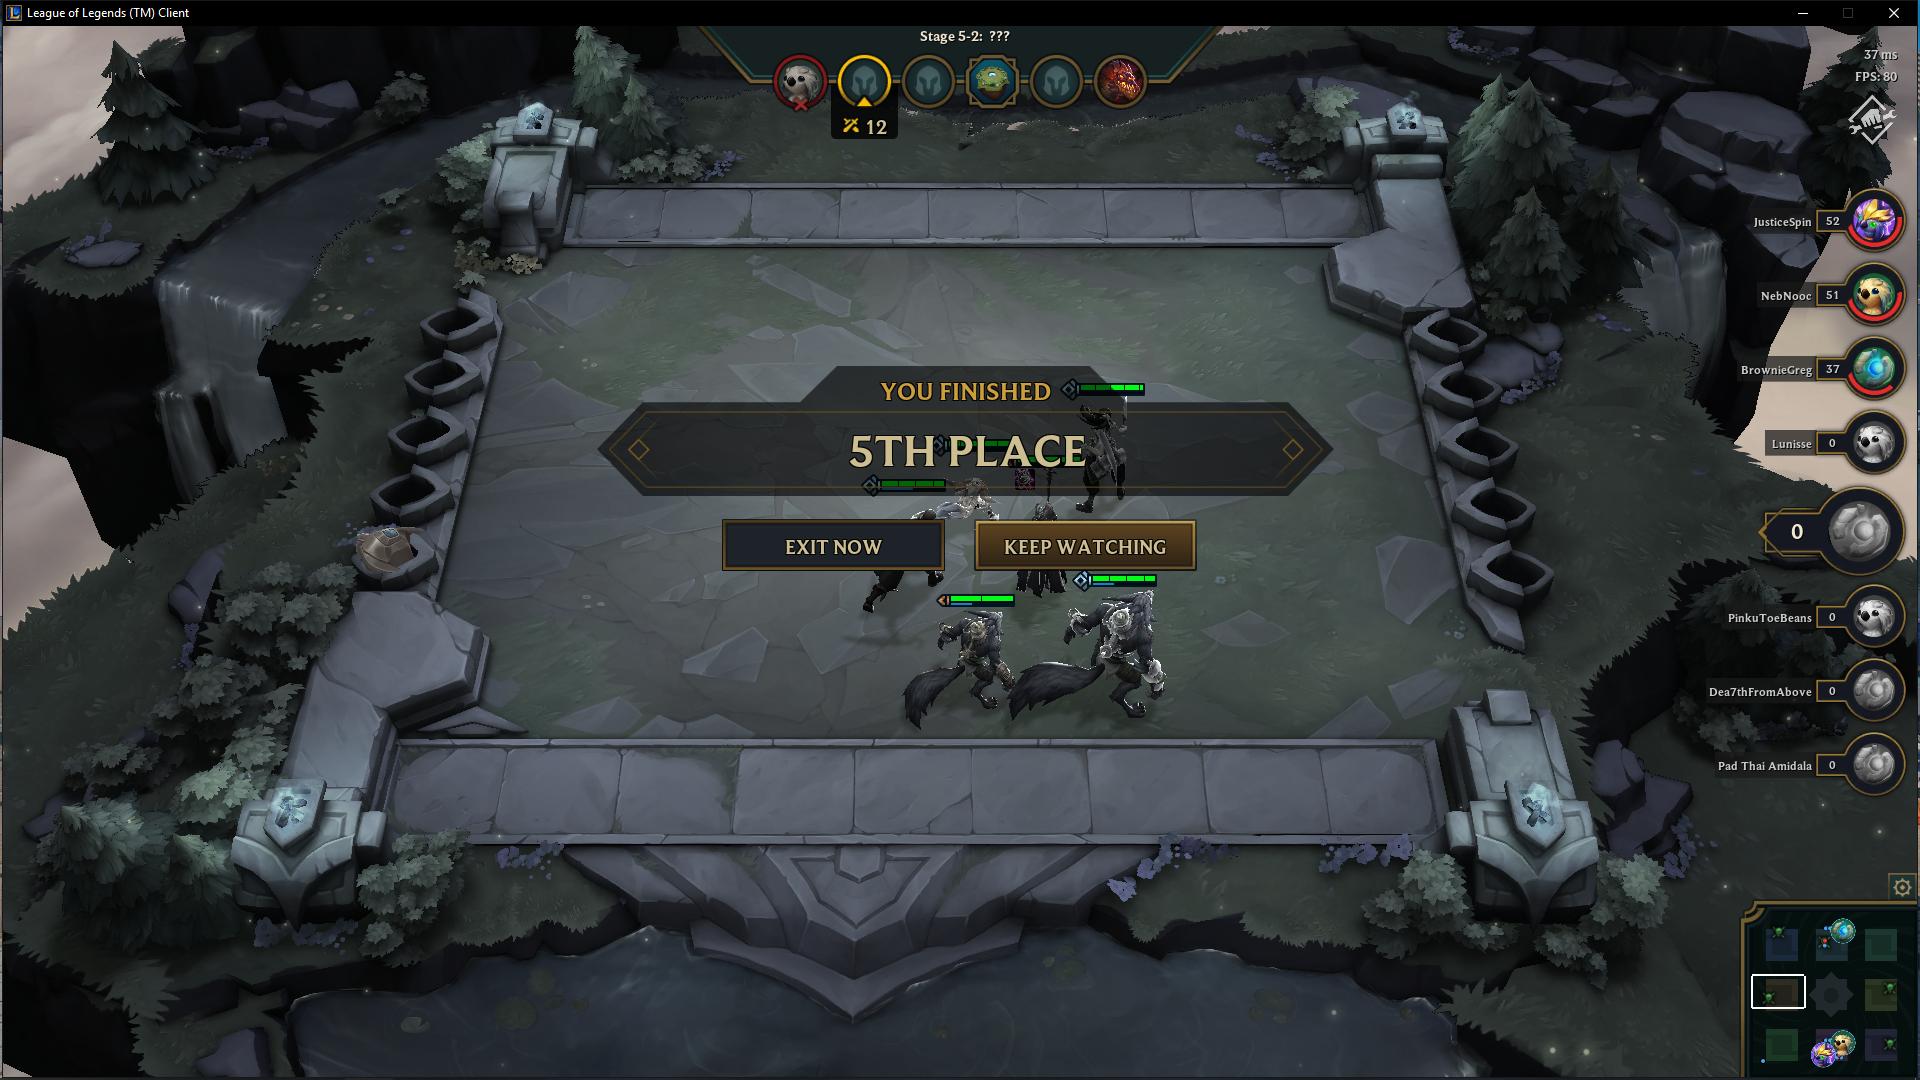 League of Legends (TM) Client
Stage 5-2: ???
12
37 ms
FPS: 80
JusticeSpin 52
NebNooc 51
BrownieGreg 37
Lunisse 0
0
PinkuToeBeans 0
Dea7thFromAbove 0
Pad Thai Amidala 0
YOU FINISHED
5TH PLACE
EXIT NOW
KEEP WATCHING